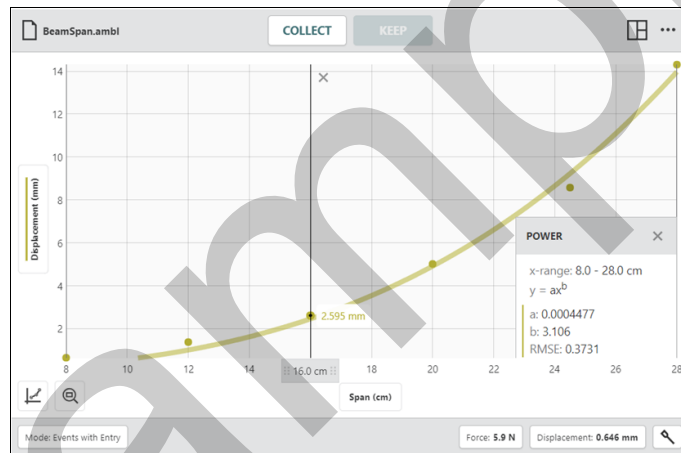 BeamSpan.ambl
COLLECT
KEEP
14
12
10
8
6
4
2
Displacement (mm)
2.595 mm
POWER
x-range: 8.0 - 28.0 cm
y = axᵇ
a: 0.0004477
b: 3.106
RMSE: 0.3731
8
12
14
16.0 cm
18
20
22
24
26
28
Span (cm)
Mode: Events with Entry
Force: 5.9 N
Displacement: 0.646 mm